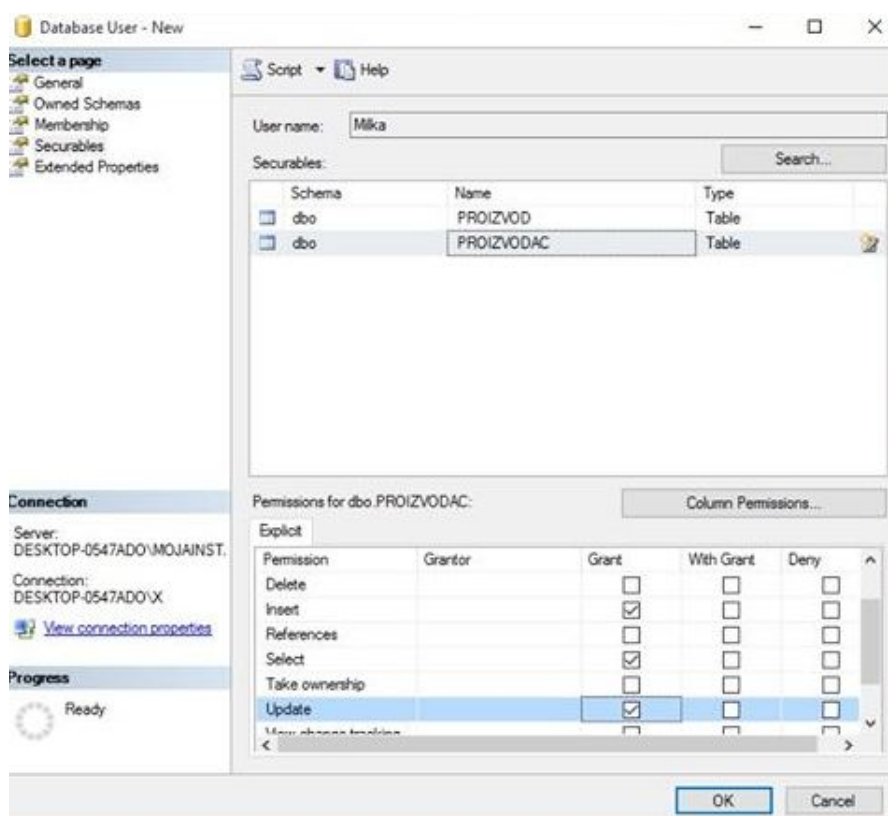 Database User - New
Select a page
General
Owned Schemas
Membership
Securables
Extended Properties
Script Help
User name: Milka
Securables: Search...
Schema Name Type
dbo PROIZVOD Table
dbo PROIZVODAC Table
Connection
Server:
DESKTOP-0547ADO\MOJAINST.
Connection:
DESKTOP-0547ADO\X
View connection properties
Progress
Ready
Permissions for dbo.PROIZVODAC: Column Permissions...
Explicit
Permission Grantor Grant With Grant Deny
Delete
Insert
References
Select
Take ownership
Update
View change tracking
OK Cancel